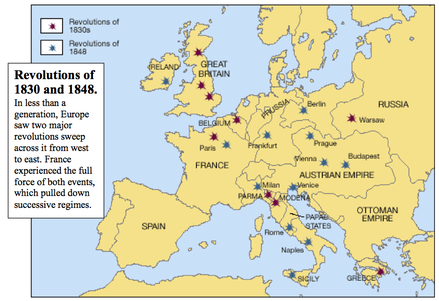 Revolutions of
1830s
Revolutions of
1848
Revolutions of
1830 and 1848.
In less than a
generation, Europe
saw two major
revolutions sweep
across it from west
to east. France
experienced the full
force of both events,
which pulled down
successive regimes.
IRELAND
GREAT
BRITAIN
PRUSSIA
Berlin
RUSSIA
Warsaw
BELGIUM
Paris
Frankfurt
Prague
FRANCE
Vienna
Budapest
AUSTRIAN EMPIRE
Milan
Venice
PARMA
MODENA
PAPAL
STATES
OTTOMAN
EMPIRE
SPAIN
Rome
Naples
SICILY
GREECE